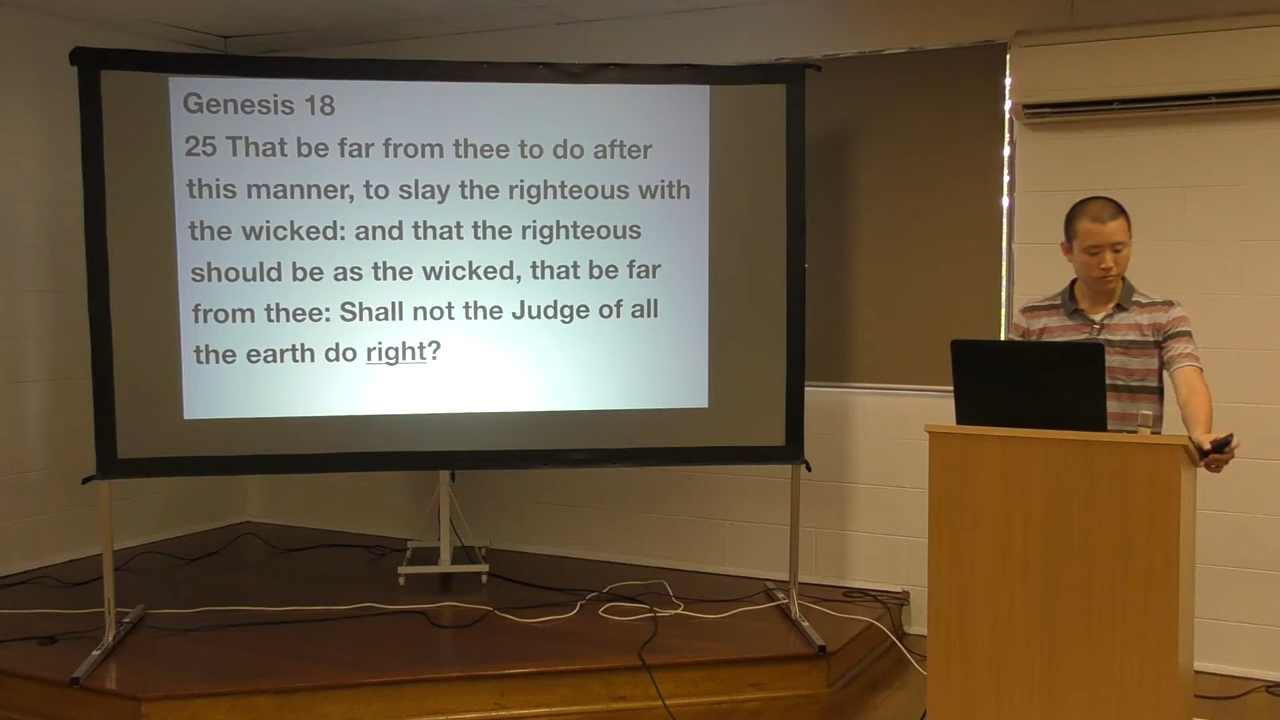 Genesis 18
25 That be far from thee to do after
this manner, to slay the righteous with
the wicked: and that the righteous
should be as the wicked, that be far
from thee: Shall not the Judge of all
the earth do right?